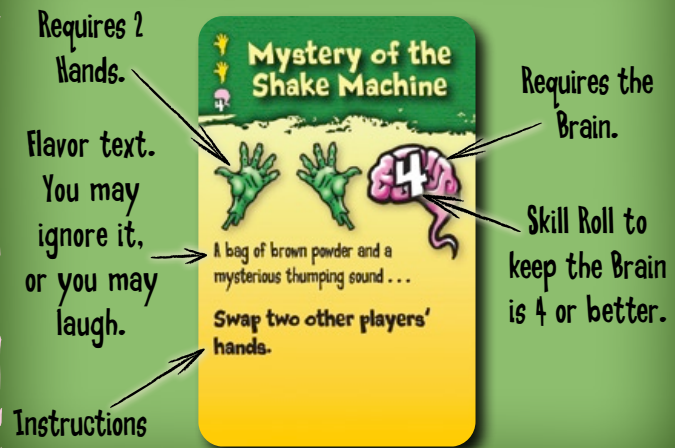 Requires 2
Hands.
Flavor text.
You may
ignore it,
or you may
laugh.
Instructions
4
Mystery of the
Shake Machine
4
A bag of brown powder and a
mysterious thumping sound . . .
Swap two other players'
hands.
Requires the
Brain.
Skill Roll to
keep the Brain
is 4 or better.